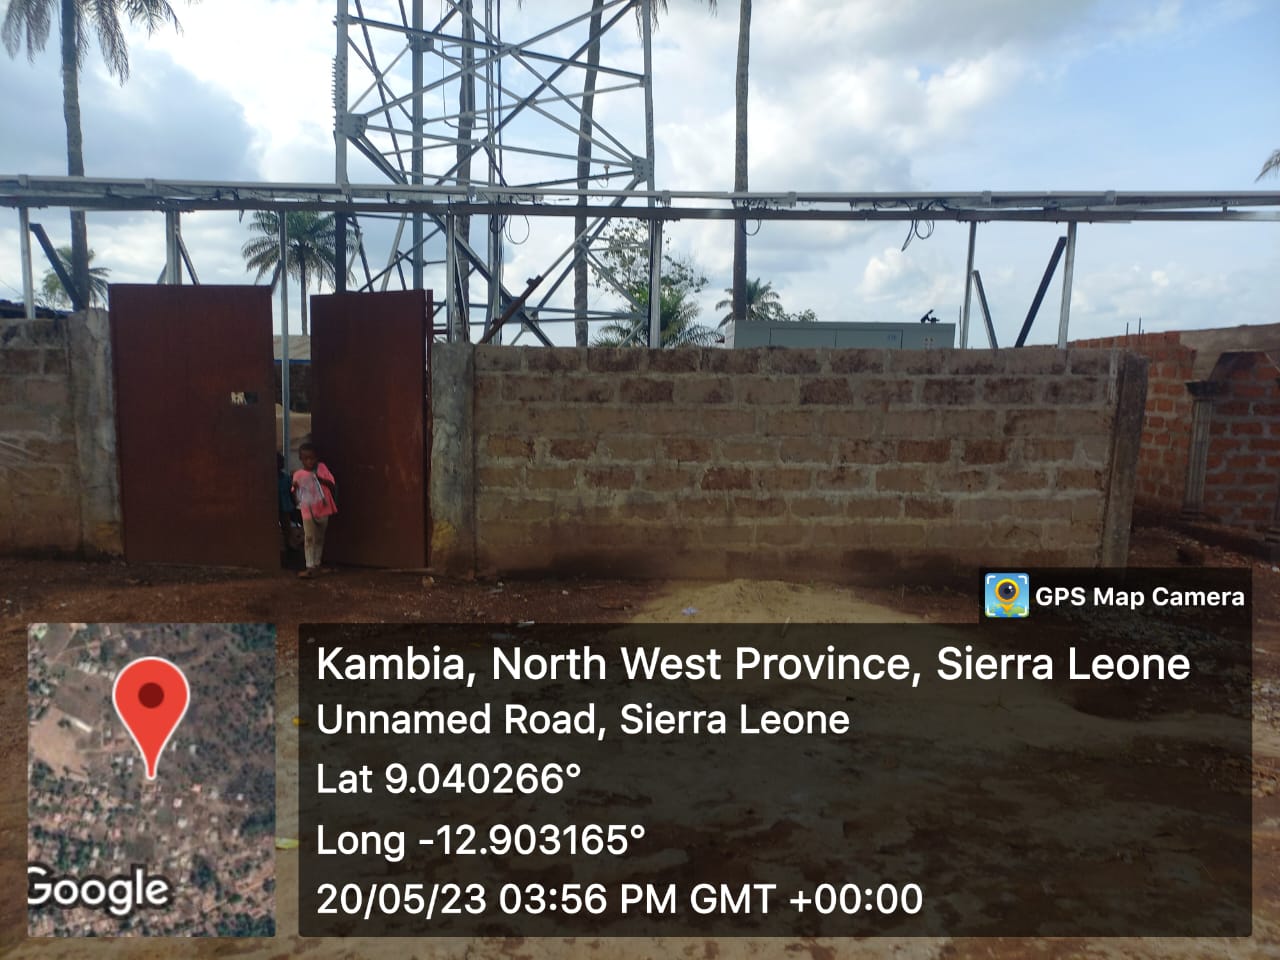 GPS Map Camera
Kambia, North West Province, Sierra Leone
Unnamed Road, Sierra Leone
Lat 9.040266°
Long -12.903165°
20/05/23 03:56 PM GMT +00:00
Google